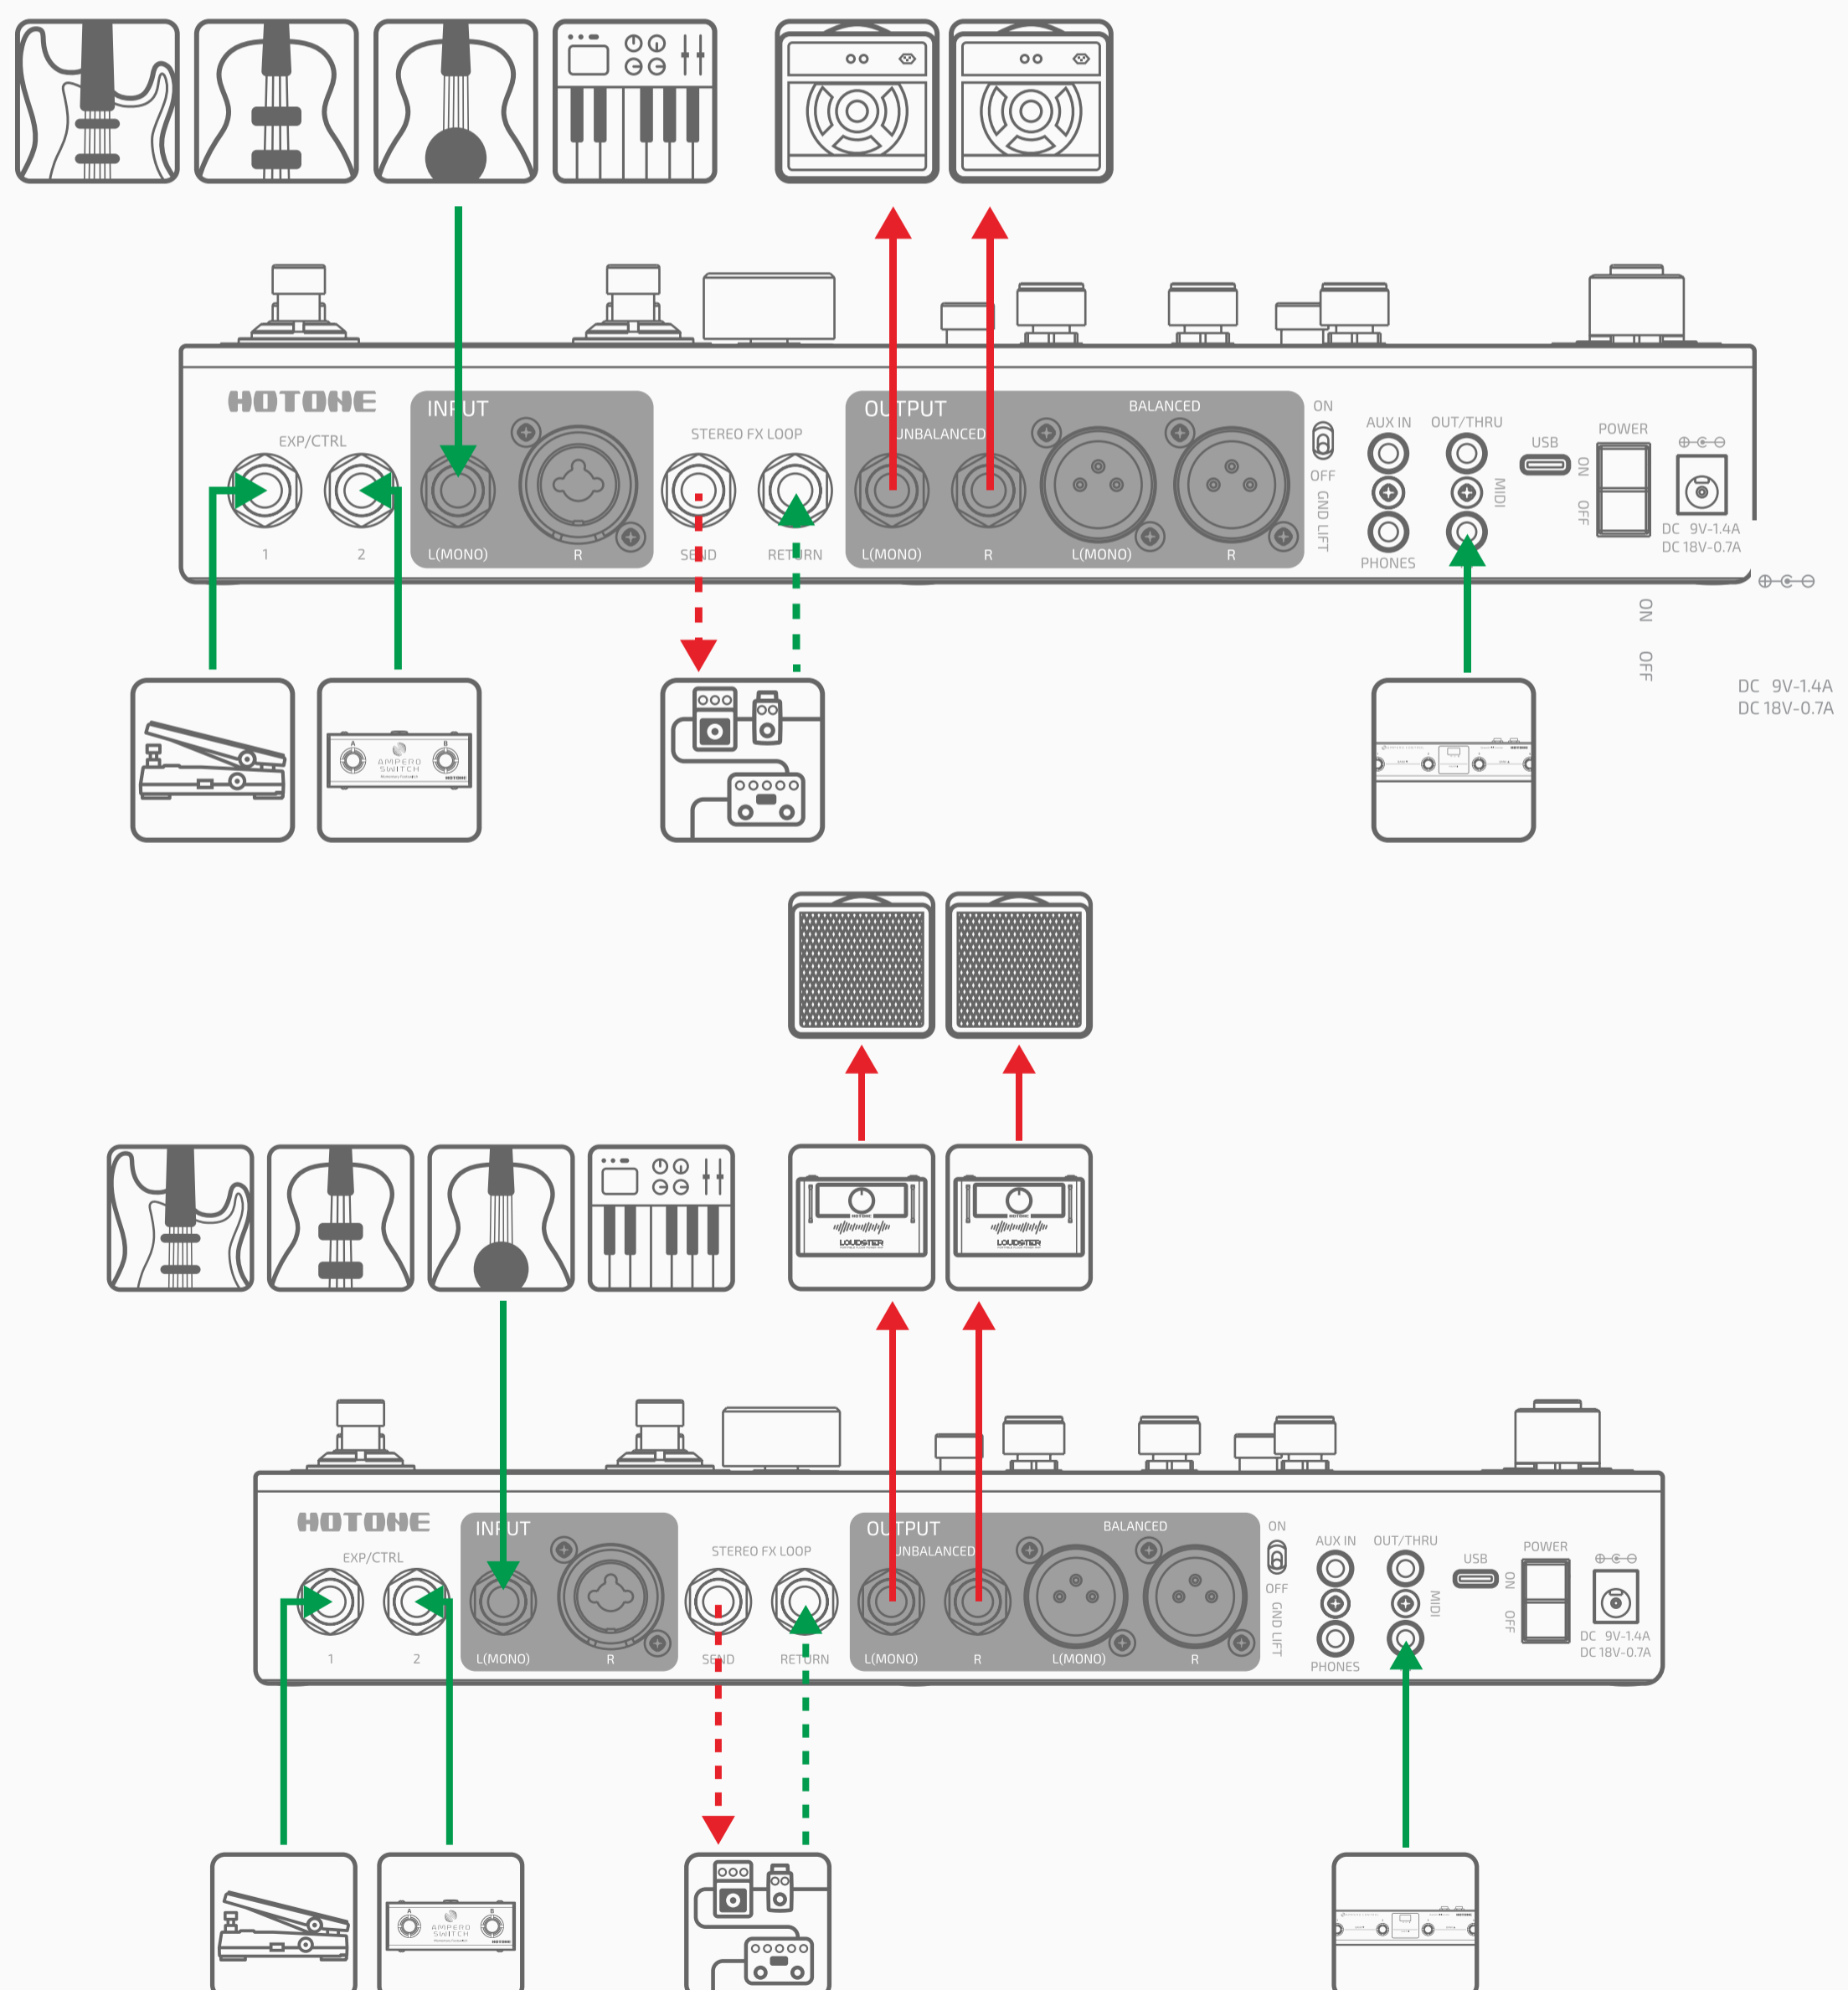 HOTONE
EXP/CTRL
1
2
INPUT
L(MONO)
R
STEREO FX LOOP
SEND
RETURN
OUTPUT
UNBALANCED
BALANCED
L(MONO)
R
L(MONO)
R
ON
OFF
GND LIFT
AUX IN
PHONES
OUT/THRU
MIDI
USB
POWER
ON
OFF
DC 9V-1.4A
DC 18V-0.7A
ON
OFF
DC 9V-1.4A
DC 18V-0.7A
A
B
AMPERO
SWITCH
HOTONE
HOTONE
LOUDSTER
HOTONE
LOUDSTER
HOTONE
EXP/CTRL
1
2
INPUT
L(MONO)
R
STEREO FX LOOP
SEND
RETURN
OUTPUT
UNBALANCED
BALANCED
L(MONO)
R
L(MONO)
R
ON
OFF
GND LIFT
AUX IN
PHONES
OUT/THRU
MIDI
USB
POWER
ON
OFF
DC 9V-1.4A
DC 18V-0.7A
A
B
AMPERO
SWITCH
HOTONE